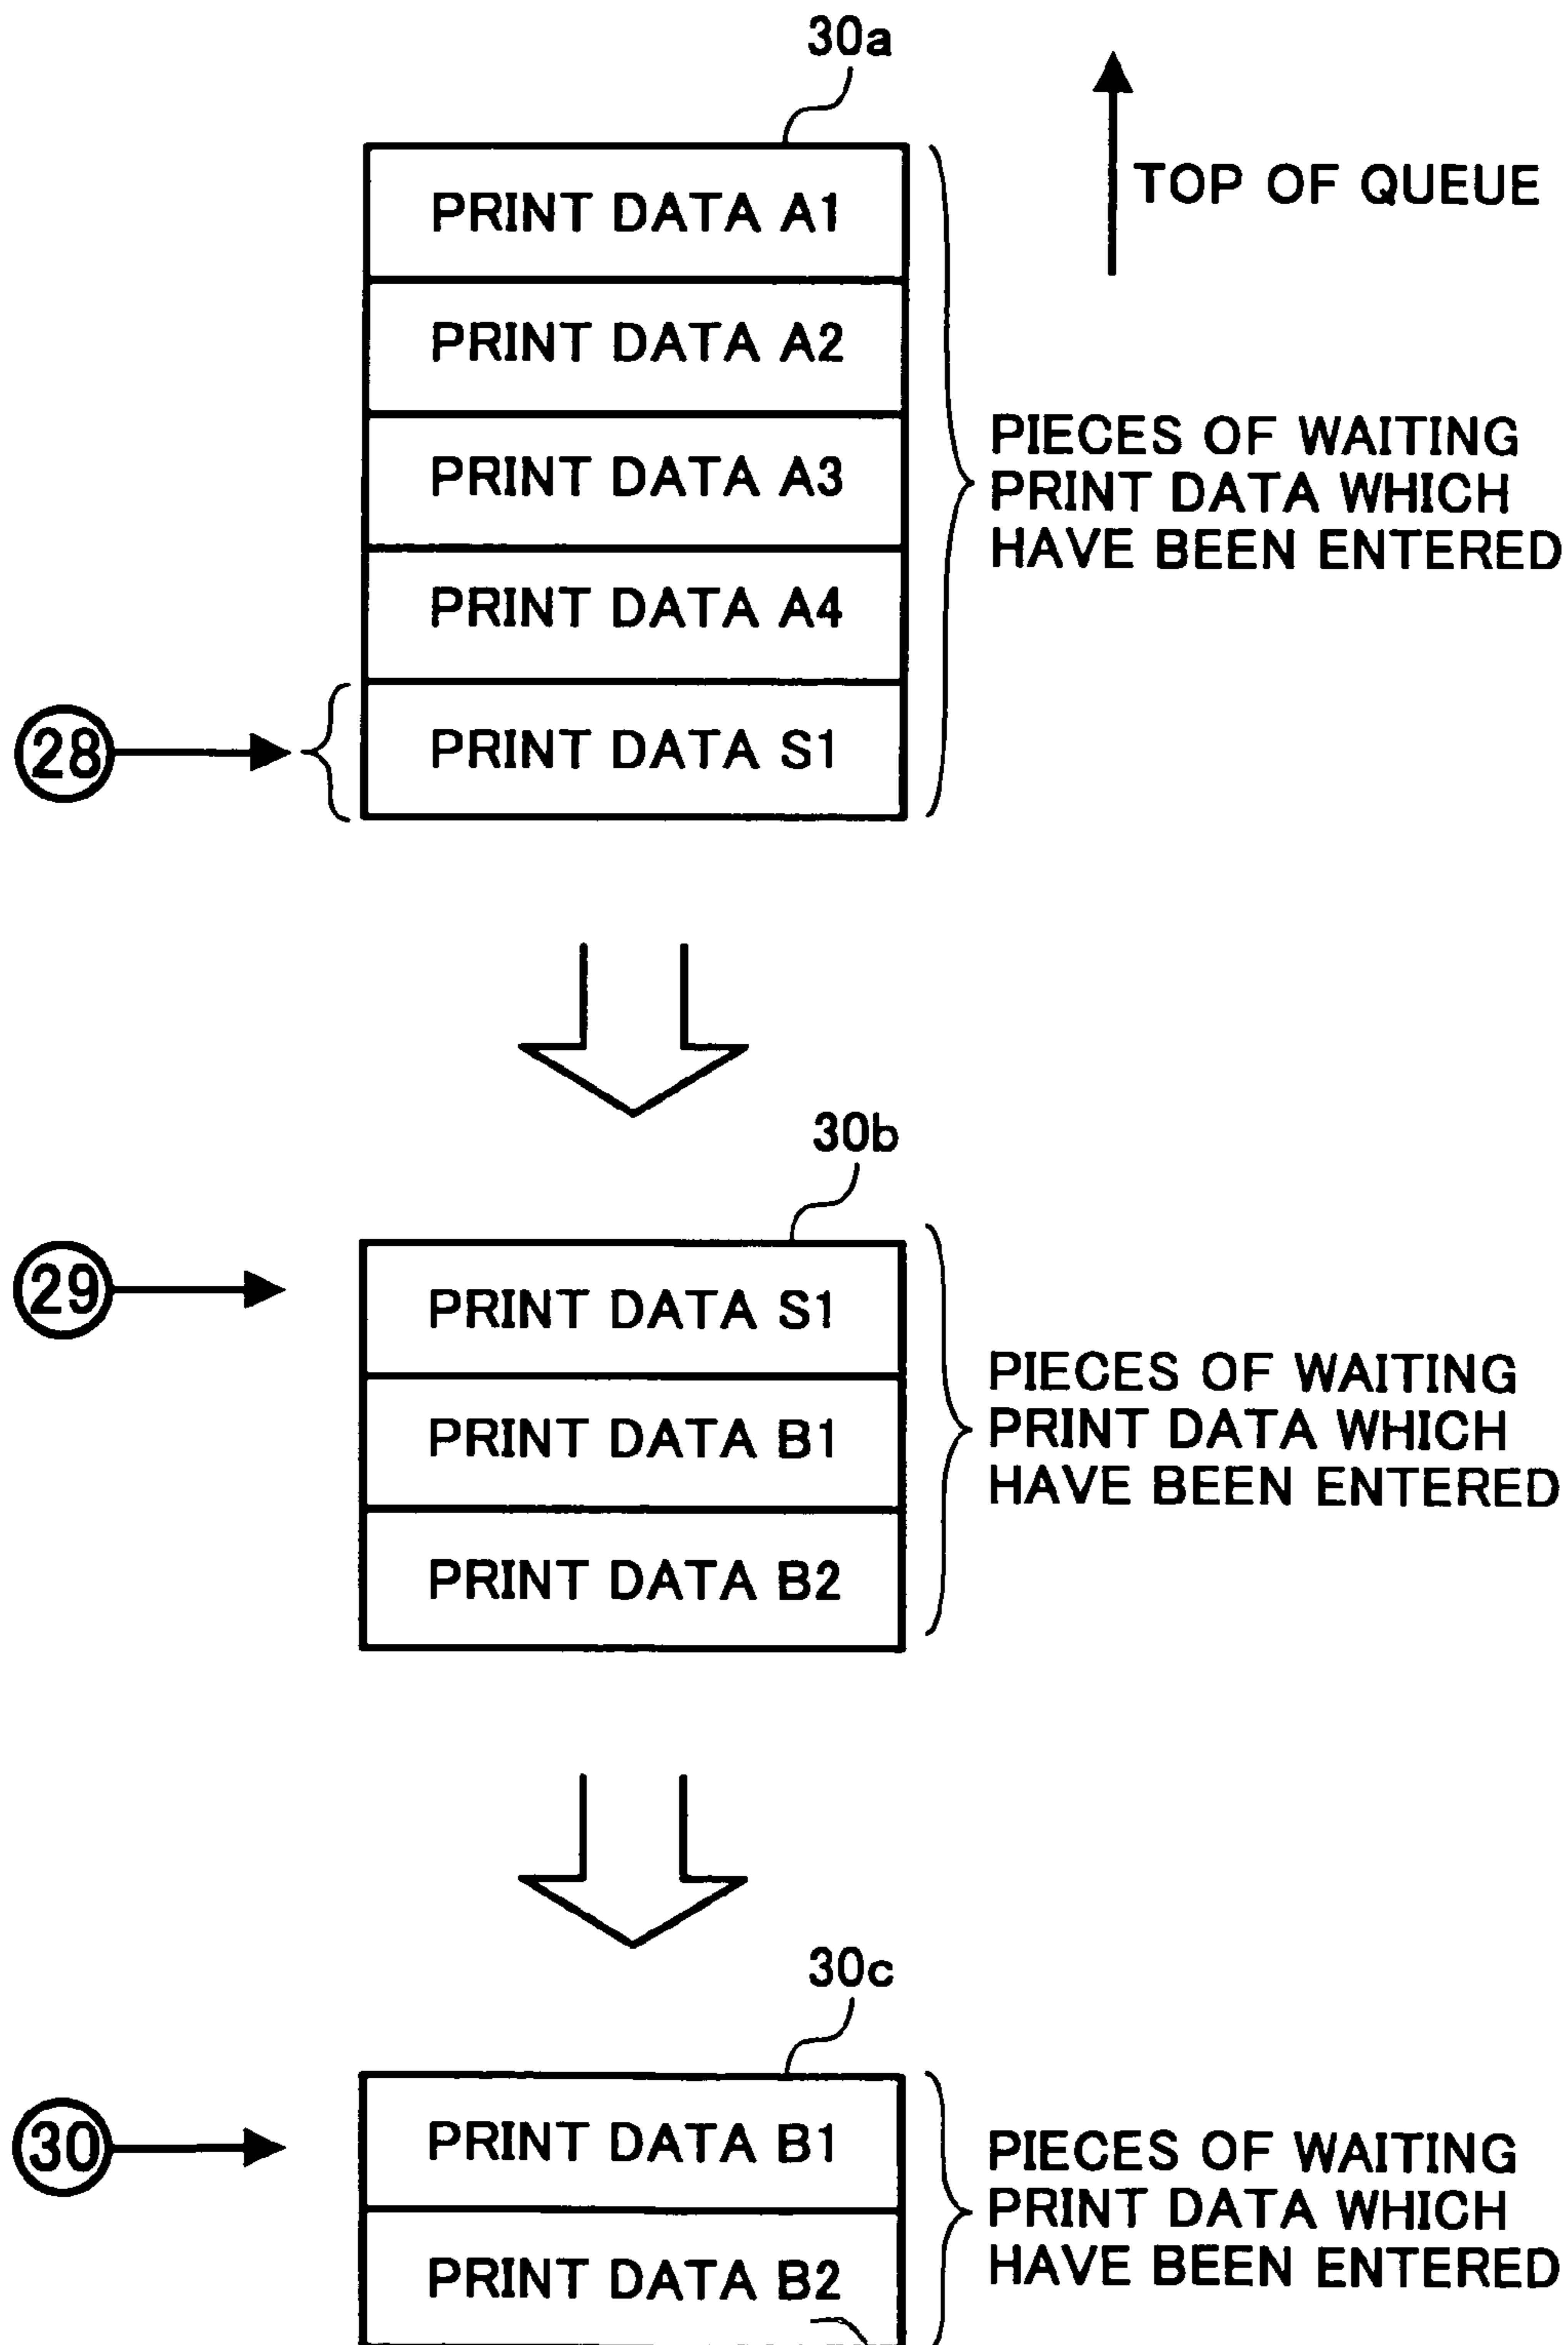 30a
TOP OF QUEUE
PRINT DATA A1
PRINT DATA A2
PRINT DATA A3
PRINT DATA A4
PRINT DATA S1
PIECES OF WAITING
PRINT DATA WHICH
HAVE BEEN ENTERED
28
30b
29
PRINT DATA S1
PRINT DATA B1
PRINT DATA B2
PIECES OF WAITING
PRINT DATA WHICH
HAVE BEEN ENTERED
30c
30
PRINT DATA B1
PRINT DATA B2
PIECES OF WAITING
PRINT DATA WHICH
HAVE BEEN ENTERED